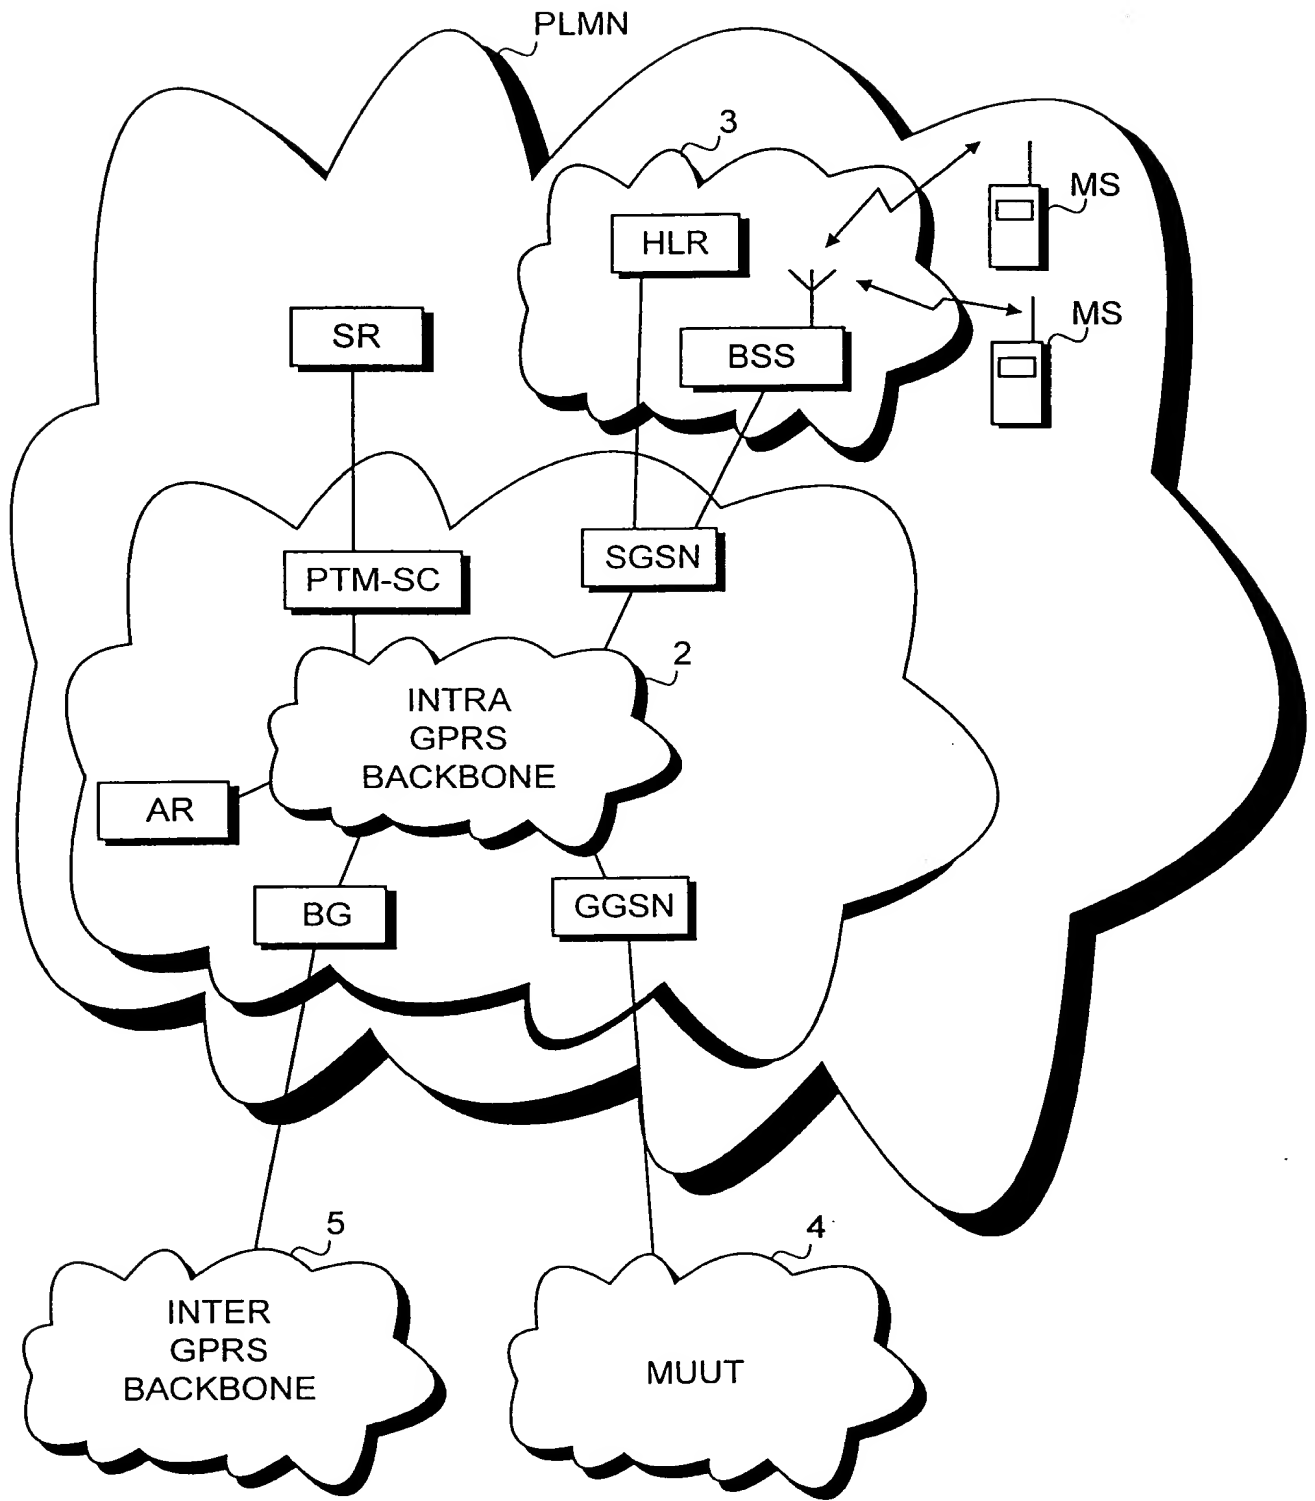 PLMN
3
MS
HLR
MS
SR
BSS
SGSN
PTM-SC
2
INTRA
GPRS
BACKBONE
AR
BG
GGSN
5
4
INTER
GPRS
BACKBONE
MUUT